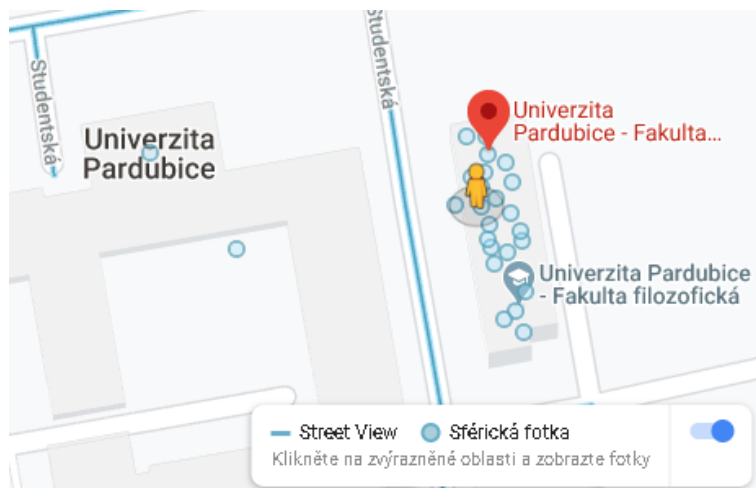 Studentská
Studentská
Univerzita
Pardubice
Univerzita
Pardubice - Fakulta...
Univerzita Pardubice
- Fakulta filozofická
Street View
Sférická fotka
Klikněte na zvýrazněné oblasti a zobrazte fotky